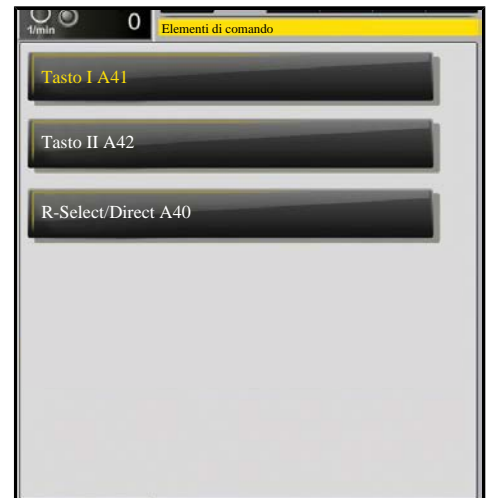 1/min 0 Elementi di comando
Tasto I A41
Tasto II A42
R-Select/Direct A40